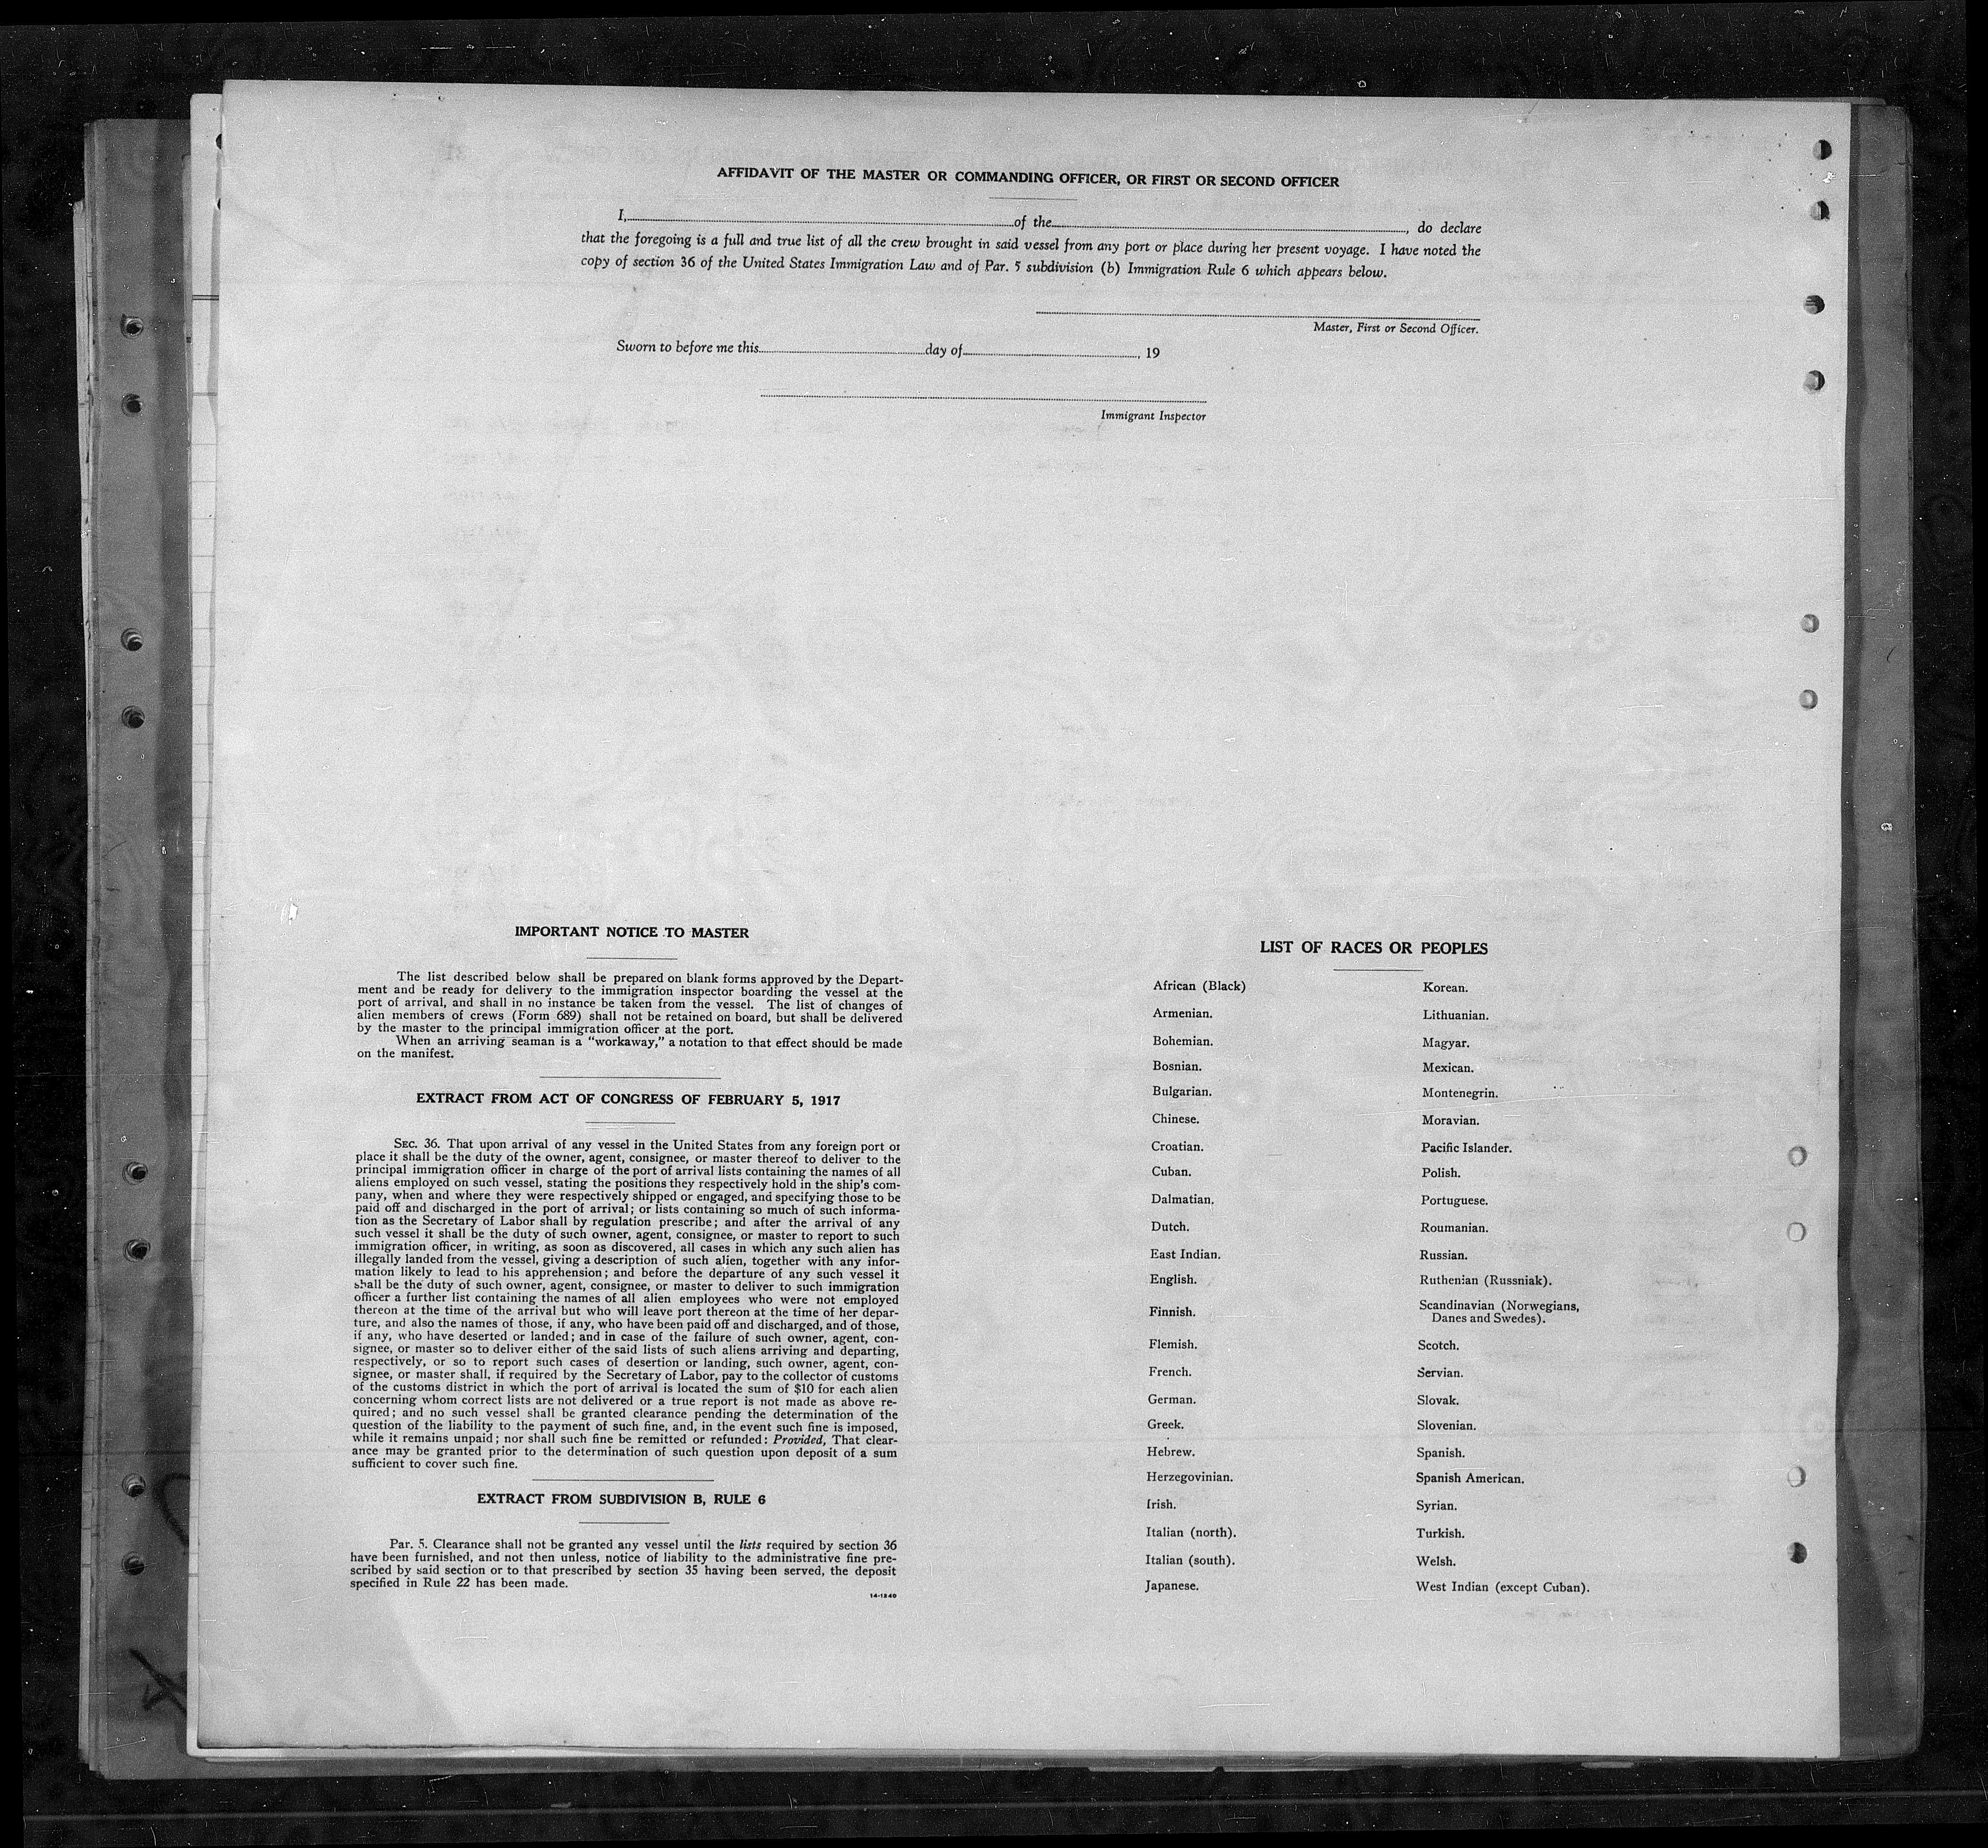 AFFIDAVIT OF THE MASTER OR COMMANDING OFFICER, OR FIRST OR SECOND OFFICER
I, of the , do declare
that the foregoing is a full and true list of all the crew brought in said vessel from any port or place during her present voyage. I have noted the
copy of section 36 of the United States Immigration Law and of Par. 5 subdivision (b) Immigration Rule 6 which appears below.
Master, First or Second Officer.
Sworn to before me this day of , 19
Immigrant Inspector
IMPORTANT NOTICE TO MASTER
The list described below shall be prepared on blank forms approved by the Depart-
ment and be ready for delivery to the immigration inspector boarding the vessel at the
port of arrival, and shall in no instance be taken from the vessel. The list of changes of
alien members of crews (Form 689) shall not be retained on board, but shall be delivered
by the master to the principal immigration officer at the port.
When an arriving seaman is a "workaway," a notation to that effect should be made
on the manifest.
EXTRACT FROM ACT OF CONGRESS OF FEBRUARY 5, 1917
SEC. 36. That upon arrival of any vessel in the United States from any foreign port or
place it shall be the duty of the owner, agent, consignee, or master thereof to deliver to the
principal immigration officer in charge of the port of arrival lists containing the names of all
aliens employed on such vessel, stating the positions they respectively hold in the ship's com-
pany, when and where they were respectively shipped or engaged, and specifying those to be
paid off and discharged in the port of arrival; or lists containing so much of such informa-
tion as the Secretary of Labor shall by regulation prescribe; and after the arrival of any
such vessel it shall be the duty of such owner, agent, consignee, or master to report to such
immigration officer, in writing, as soon as discovered, all cases in which any such alien has
illegally landed from the vessel, giving a description of such alien, together with any infor-
mation likely to lead to his apprehension; and before the departure of any such vessel it
shall be the duty of such owner, agent, consignee, or master to deliver to such immigration
officer a further list containing the names of all alien employees who were not employed
thereon at the time of the arrival but who will leave port thereon at the time of her depar-
ture, and also the names of those, if any, who have been paid off and discharged, and of those,
if any, who have deserted or landed; and in case of the failure of such owner, agent, con-
signee, or master so to deliver either of the said lists of such aliens arriving and departing,
respectively, or so to report such cases of desertion or landing, such owner, agent, con-
signee, or master shall, if required by the Secretary of Labor, pay to the collector of customs
of the customs district in which the port of arrival is located the sum of $10 for each alien
concerning whom correct lists are not delivered or a true report is not made as above re-
quired; and no such vessel shall be granted clearance pending the determination of the
question of the liability to the payment of such fine, and, in the event such fine is imposed,
while it remains unpaid; nor shall such fine be remitted or refunded: Provided, That clear-
ance may be granted prior to the determination of such question upon deposit of a sum
sufficient to cover such fine.
EXTRACT FROM SUBDIVISION B, RULE 6
Par. 5. Clearance shall not be granted any vessel until the lists required by section 36
have been furnished, and not then unless, notice of liability to the administrative fine pre-
scribed by said section or to that prescribed by section 35 having been served, the deposit
specified in Rule 22 has been made.
14-1240
LIST OF RACES OR PEOPLES
African (Black)
Armenian.
Bohemian.
Bosnian.
Bulgarian.
Chinese.
Croatian.
Cuban.
Dalmatian.
Dutch.
East Indian.
English.
Finnish.
Flemish.
French.
German.
Greek.
Hebrew.
Herzegovinian.
Irish.
Italian (north).
Italian (south).
Japanese.
Korean.
Lithuanian.
Magyar.
Mexican.
Montenegrin.
Moravian.
Pacific Islander.
Polish.
Portuguese.
Roumanian.
Russian.
Ruthenian (Russniak).
Scandinavian (Norwegians,
Danes and Swedes).
Scotch.
Servian.
Slovak.
Slovenian.
Spanish.
Spanish American.
Syrian.
Turkish.
Welsh.
West Indian (except Cuban).